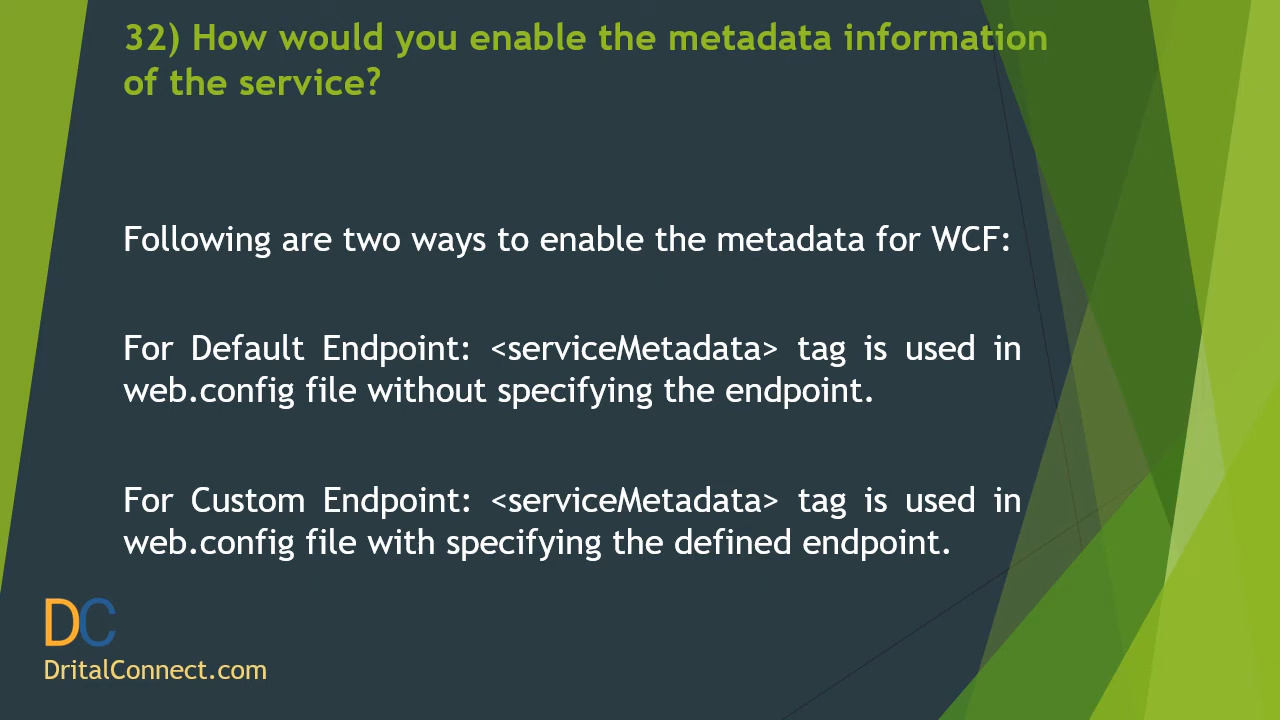 32) How would you enable the metadata information
of the service?
Following are two ways to enable the metadata for WCF:
For Default Endpoint: <serviceMetadata> tag is used in
web.config file without specifying the endpoint.
For Custom Endpoint: <serviceMetadata> tag is used in
web.config file with specifying the defined endpoint.
DC
DritalConnect.com